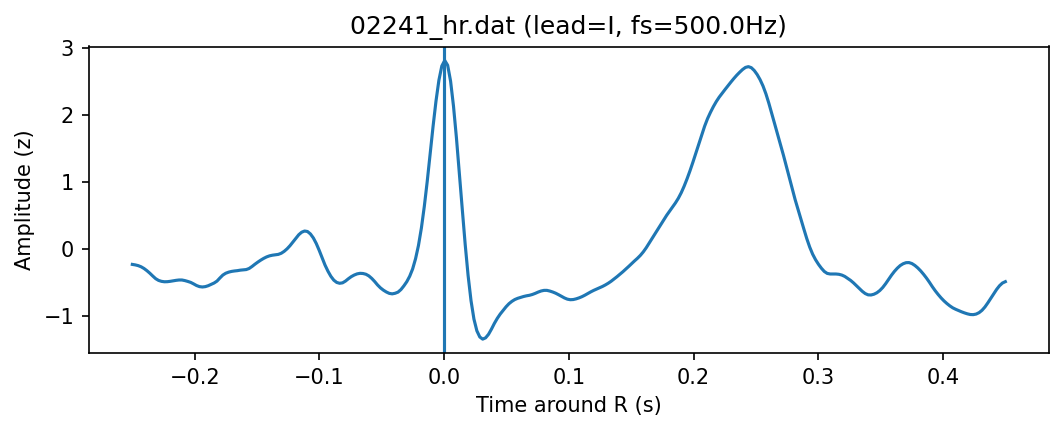 02241_hr.dat (lead=I, fs=500.0Hz)
3
2
1
0
−1
Amplitude (z)
−0.2 −0.1 0.0 0.1 0.2 0.3 0.4
Time around R (s)